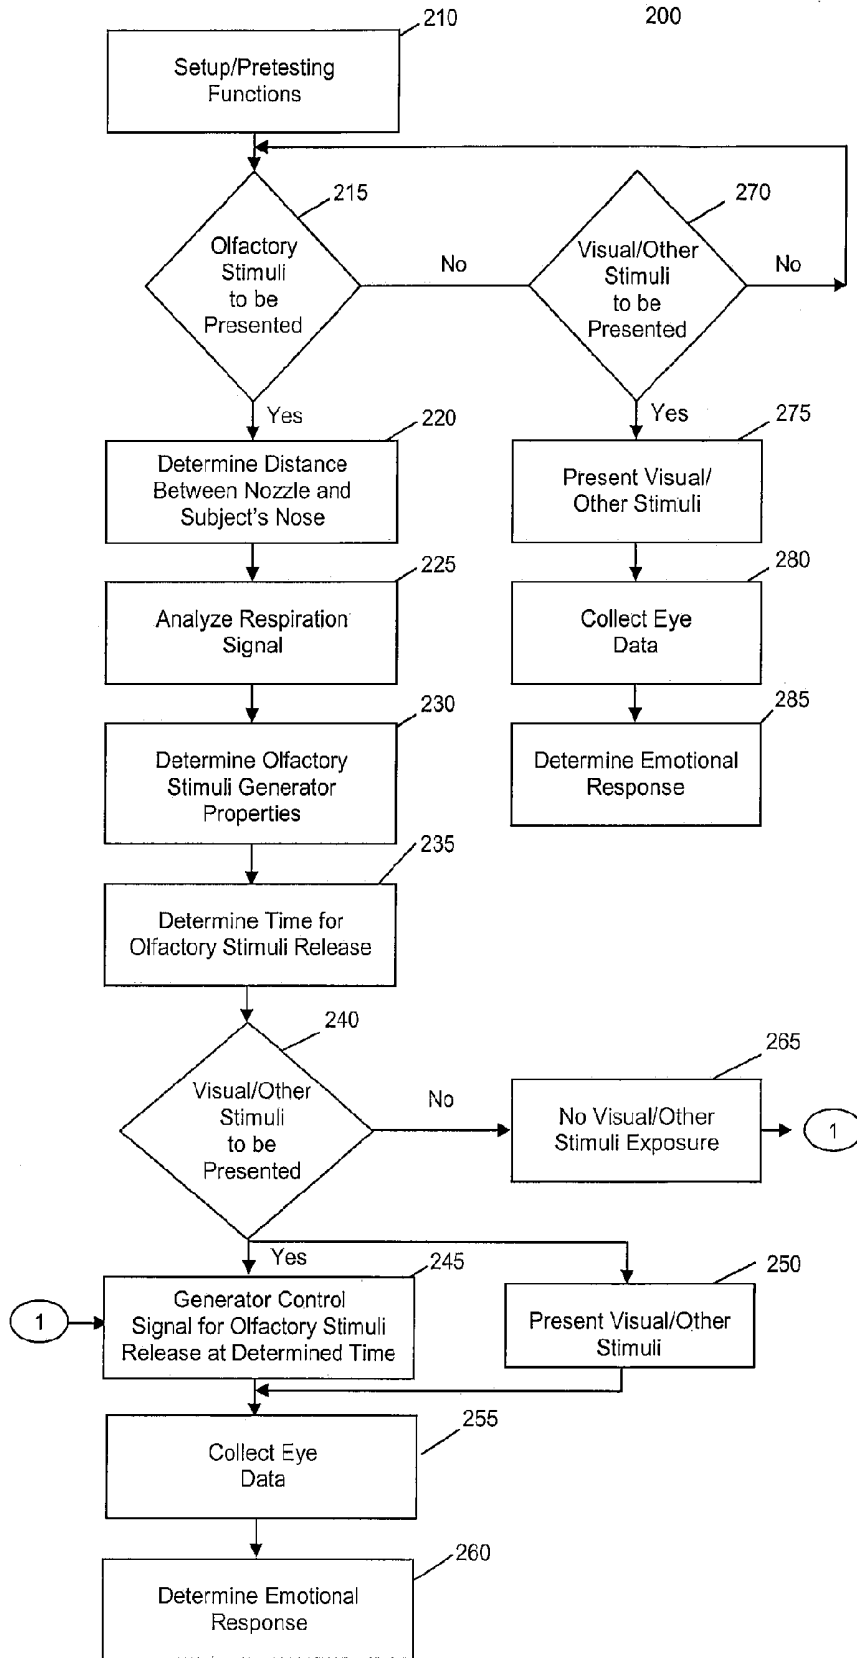 210
200
Setup/Pretesting
Functions
215
270
Olfactory
Stimuli
to be
Presented
No
Visual/Other
Stimuli
to be
Presented
No
Yes
220
Yes
275
Determine Distance
Between Nozzle and
Subject's Nose
Present Visual/
Other Stimuli
225
280
Analyze Respiration
Signal
Collect Eye
Data
230
285
Determine Olfactory
Stimuli Generator
Properties
Determine Emotional
Response
235
Determine Time for
Olfactory Stimuli Release
240
265
Visual/Other
Stimuli
to be
Presented
No
No Visual/Other
Stimuli Exposure
1
Yes
245
250
1
Generator Control
Signal for Olfactory Stimuli
Release at Determined Time
Present Visual/Other
Stimuli
255
Collect Eye
Data
260
Determine Emotional
Response